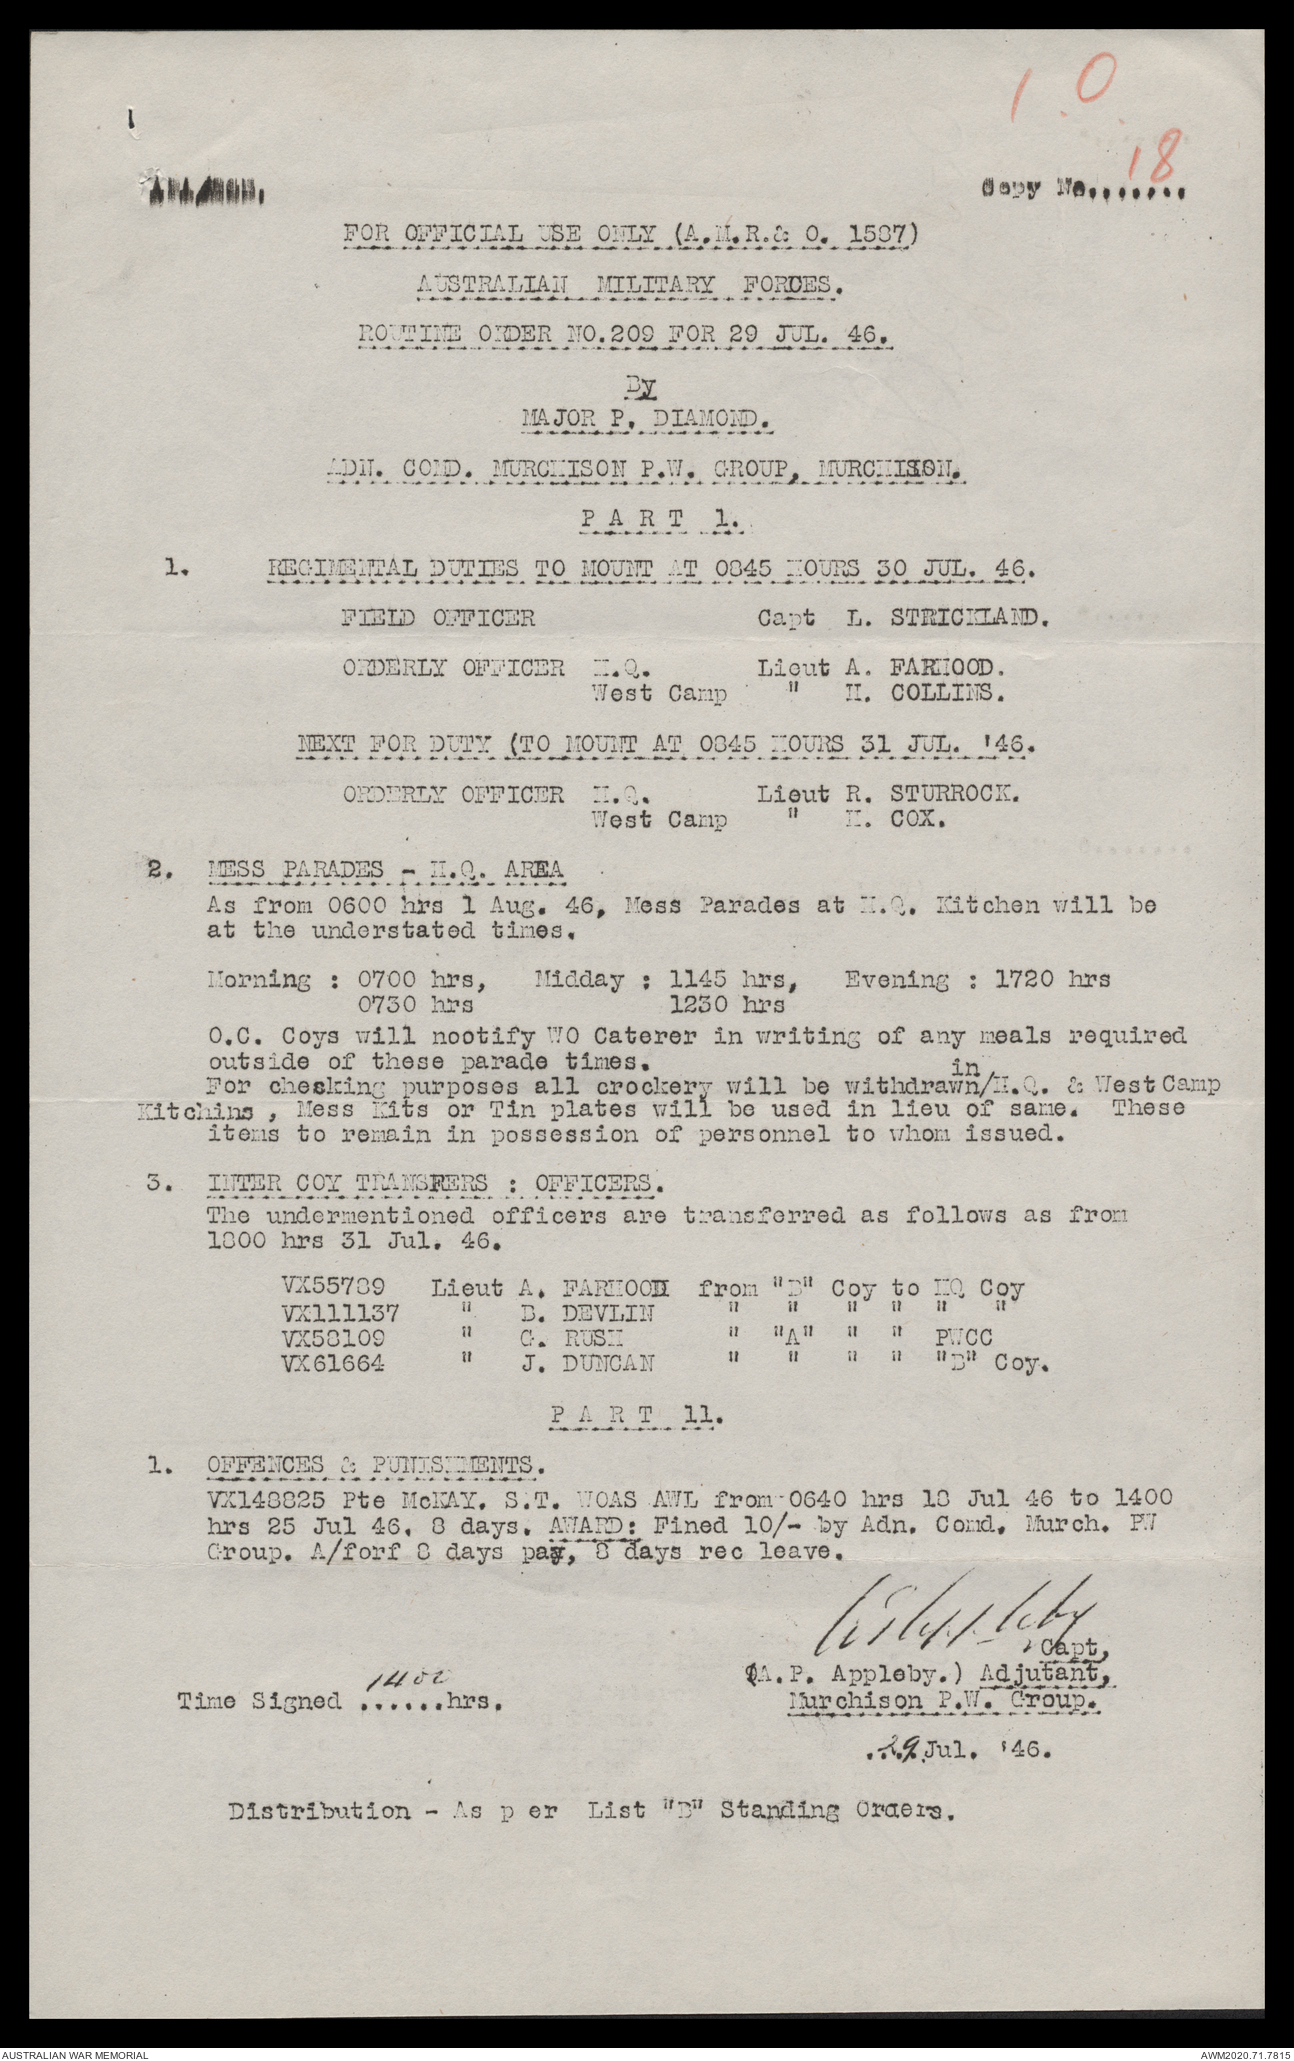 1 0
18
Copy No........
FOR OFFICIAL USE ONLY (A.M.R.& O. 1587)
AUSTRALIAN MILITARY FORCES.
ROUTINE ORDER NO.209 FOR 29 JUL. 46.
By
MAJOR P. DIAMOND.
ADN. COMD. MURCHISON P.W. GROUP, MURCHISON.
P A R T 1.
1. REGIMENTAL DUTIES TO MOUNT AT 0845 HOURS 30 JUL. 46.
FIELD OFFICER Capt L. STRICKLAND.
ORDERLY OFFICER H.Q. Lieut A. FARHOOD.
West Camp " H. COLLINS.
NEXT FOR DUTY (TO MOUNT AT 0845 HOURS 31 JUL. '46.
ORDERLY OFFICER H.Q. Lieut R. STURROCK.
West Camp " H. COX.
2. MESS PARADES - H.Q. AREA
As from 0600 hrs 1 Aug. 46, Mess Parades at H.Q. Kitchen will be
at the understated times.
Morning : 0700 hrs, Midday : 1145 hrs, Evening : 1720 hrs
0730 hrs 1230 hrs
O.C. Coys will nootify WO Caterer in writing of any meals required
outside of these parade times.
in
For checking purposes all crockery will be withdrawn/H.Q. & West Camp
Kitchins , Mess Kits or Tin plates will be used in lieu of same. These
items to remain in possession of personnel to whom issued.
3. INTER COY TRANSFERS : OFFICERS.
The undermentioned officers are transferred as follows as from
1800 hrs 31 Jul. 46.
VX55789 Lieut A. FARHOOD from "B" Coy to HQ Coy
VX111137 " B. DEVLIN " " " " " "
VX58109 " G. RUSH " "A" " " PWCC
VX61664 " J. DUNCAN " " " " "B" Coy.
P A R T 11.
1. OFFENCES & PUNISHMENTS.
VX148825 Pte McKAY. S.T. WOAS AWL from 0640 hrs 18 Jul 46 to 1400
hrs 25 Jul 46. 8 days. AWARD: Fined 10/- by Adn. Comd. Murch. PW
Group. A/forf 8 days pay, 8 days rec leave.
Capt,
(A.P. Appleby.) Adjutant,
Time Signed 1400 hrs. Murchison P.W. Group.
29 Jul. '46.
Distribution - As p er List "B" Standing Orders.
AUSTRALIAN WAR MEMORIAL AWM2020.71.7815